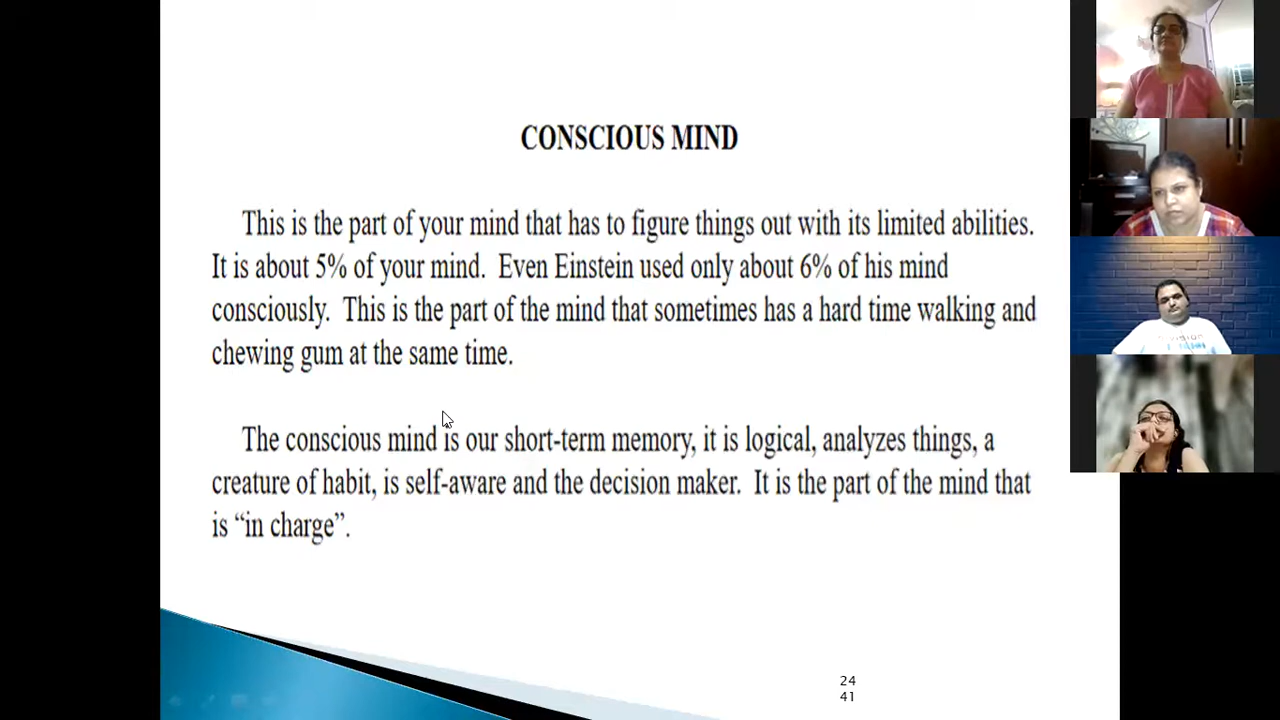 CONSCIOUS MIND
This is the part of your mind that has to figure things out with its limited abilities.
It is about 5% of your mind. Even Einstein used only about 6% of his mind
consciously. This is the part of the mind that sometimes has a hard time walking and
chewing gum at the same time.
The conscious mind is our short-term memory, it is logical, analyzes things, a
creature of habit, is self-aware and the decision maker. It is the part of the mind that
is “in charge”.
24
41